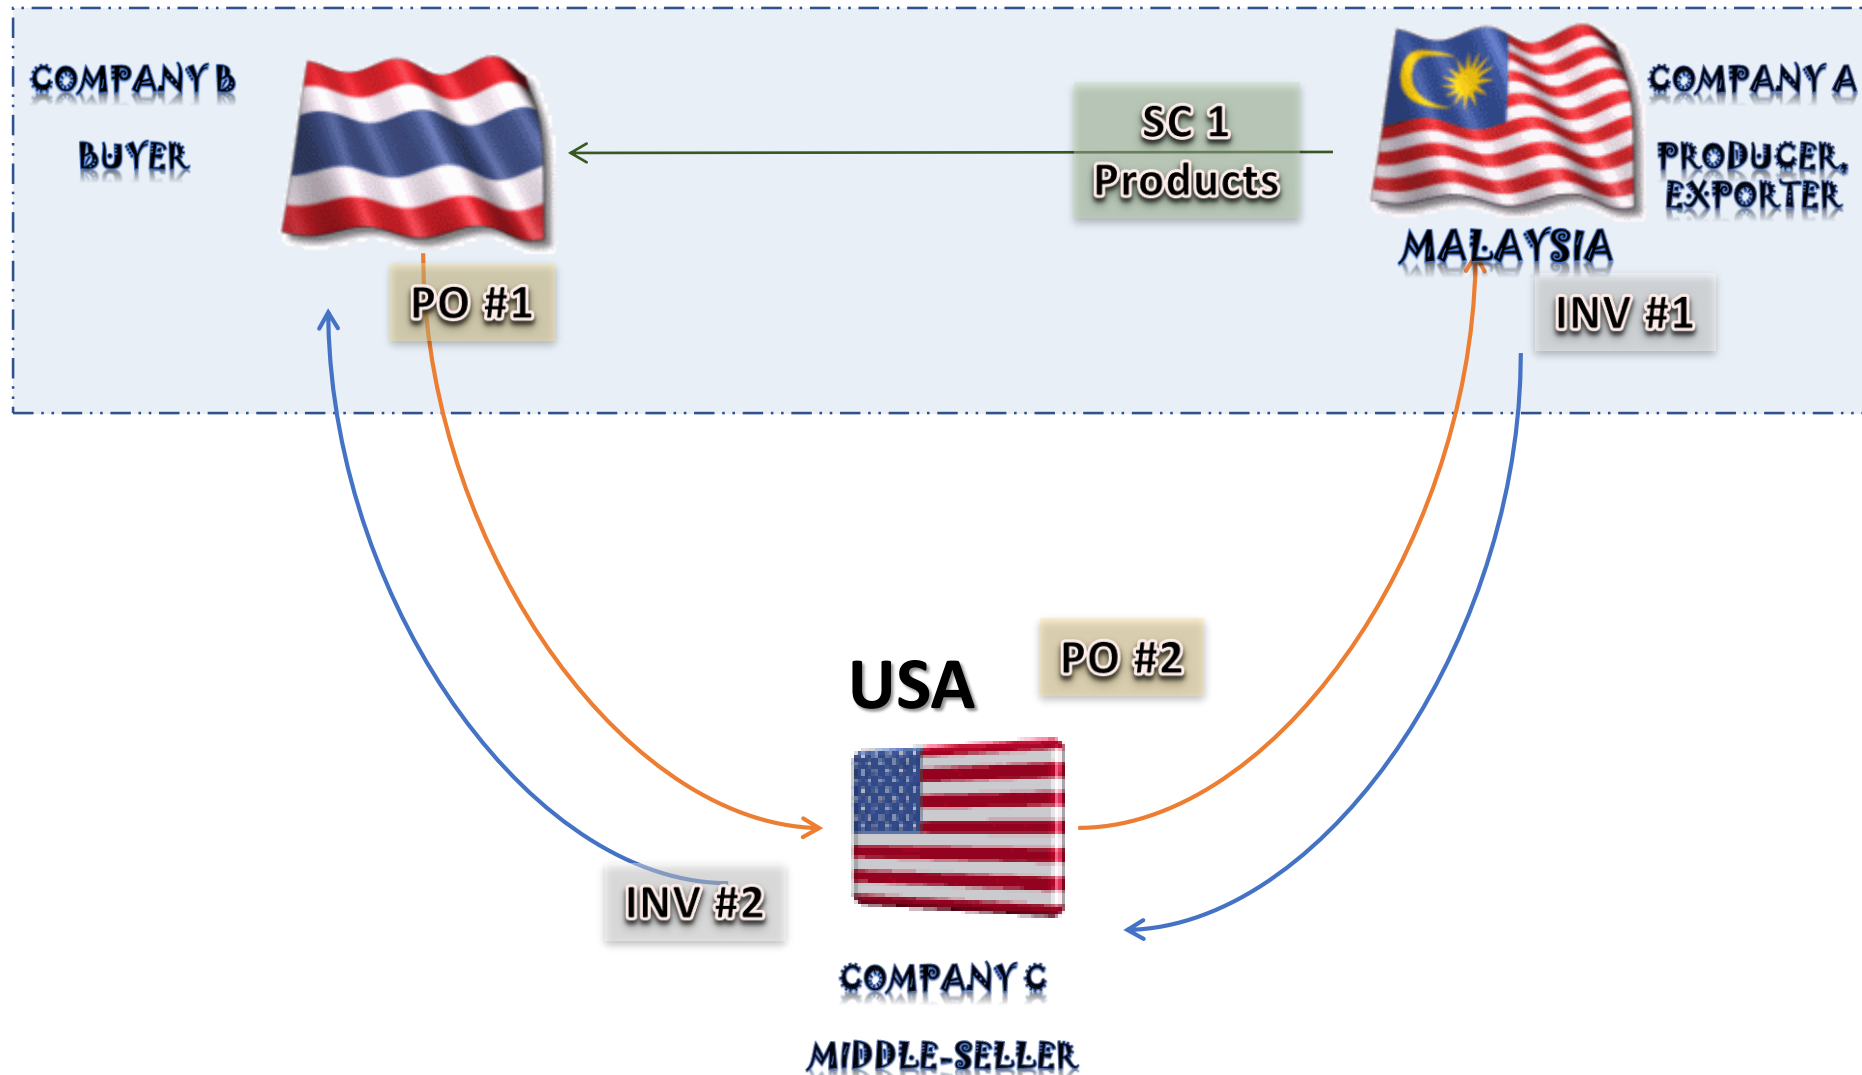 COMPANY B
BUYER
SC 1
Products
COMPANY A
PRODUCER,
EXPORTER
MALAYSIA
PO #1
INV #1
PO #2
USA
INV #2
COMPANY C
MIDDLE-SELLER